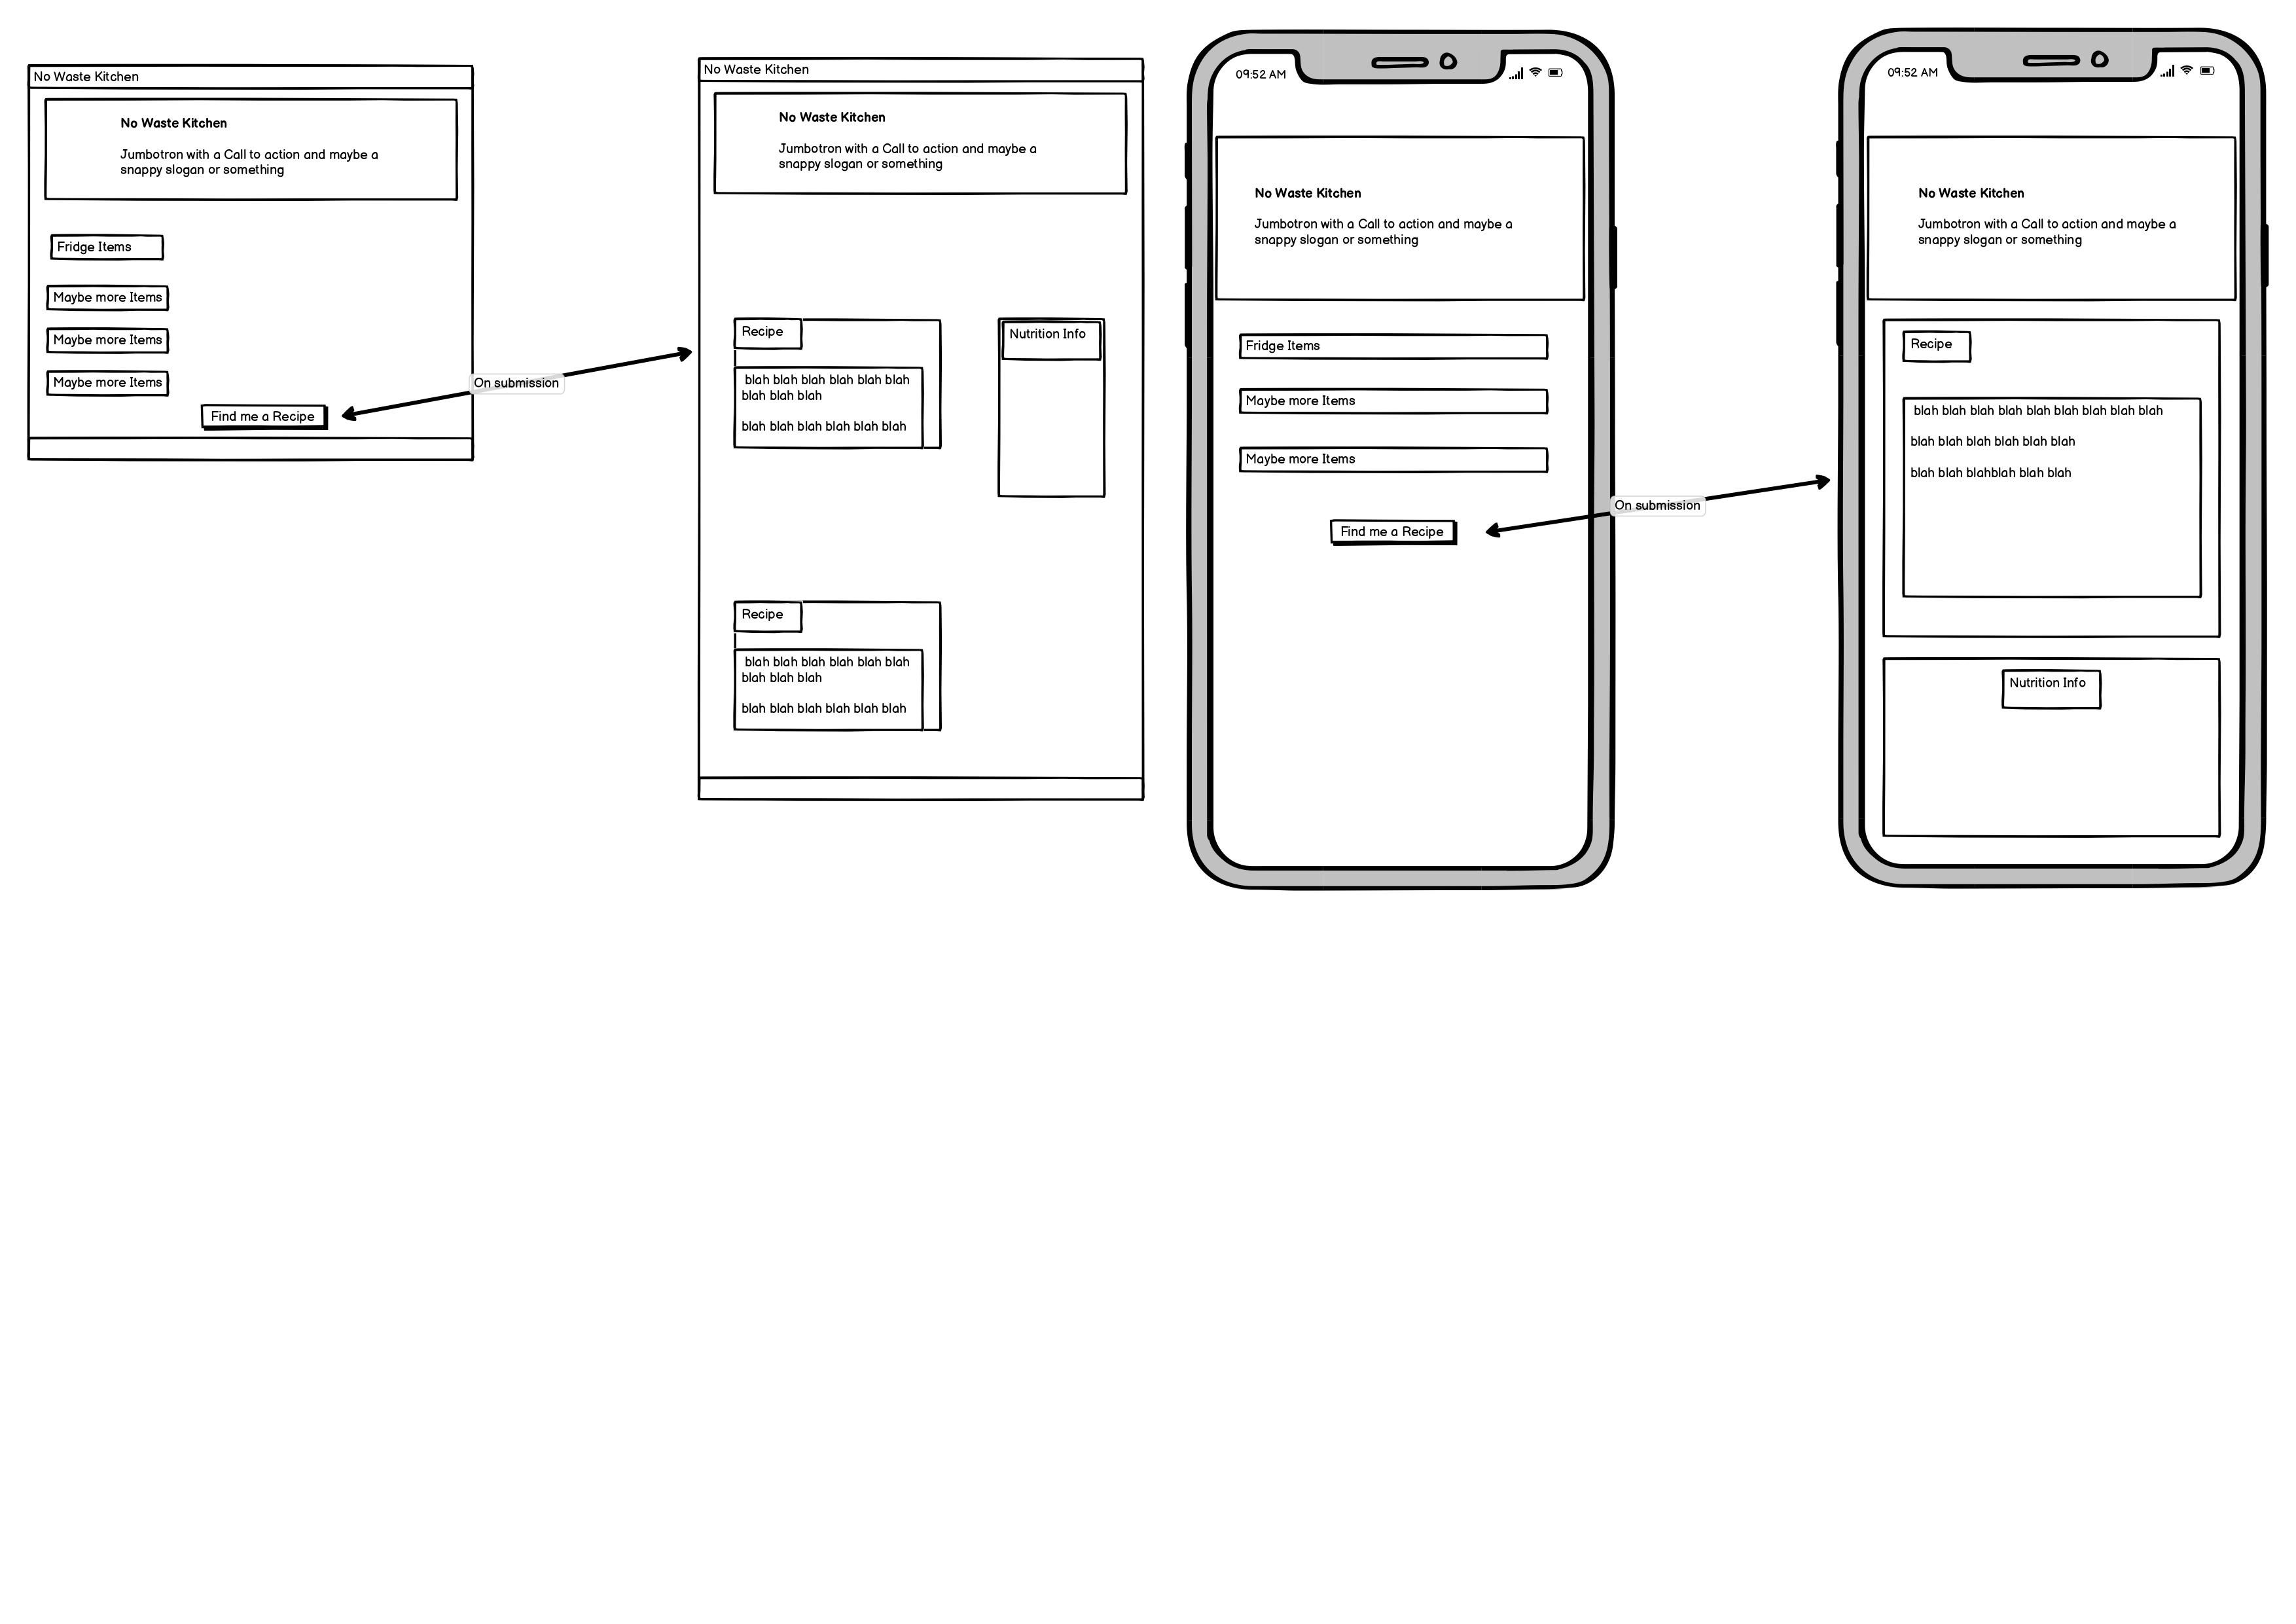 No Waste Kitchen
No Waste Kitchen
Jumbotron with a Call to action and maybe a
snappy slogan or something
Fridge Items
Maybe more Items
Maybe more Items
Maybe more Items
Find me a Recipe
On submission
No Waste Kitchen
No Waste Kitchen
Jumbotron with a Call to action and maybe a
snappy slogan or something
Recipe
blah blah blah blah blah blah
blah blah blah
blah blah blah blah blah blah
Nutrition Info
Recipe
blah blah blah blah blah blah
blah blah blah
blah blah blah blah blah blah
09:52 AM
No Waste Kitchen
Jumbotron with a Call to action and maybe a
snappy slogan or something
Fridge Items
Maybe more Items
Maybe more Items
Find me a Recipe
On submission
09:52 AM
No Waste Kitchen
Jumbotron with a Call to action and maybe a
snappy slogan or something
Recipe
blah blah blah blah blah blah blah blah blah
blah blah blah blah blah blah
blah blah blahblah blah blah
Nutrition Info